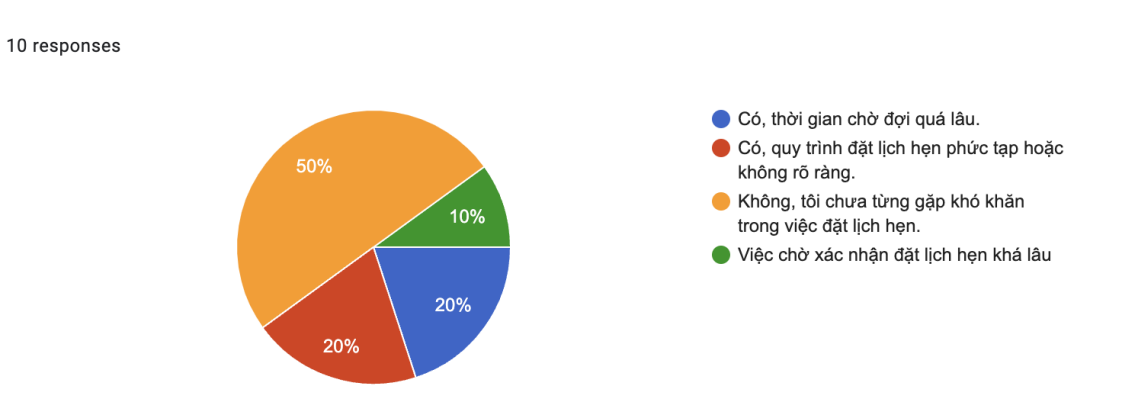 10 responses
50%
10%
20%
20%
Có, thời gian chờ đợi quá lâu.
Có, quy trình đặt lịch hẹn phức tạp hoặc
không rõ ràng.
Không, tôi chưa từng gặp khó khăn
trong việc đặt lịch hẹn.
Việc chờ xác nhận đặt lịch hẹn khá lâu